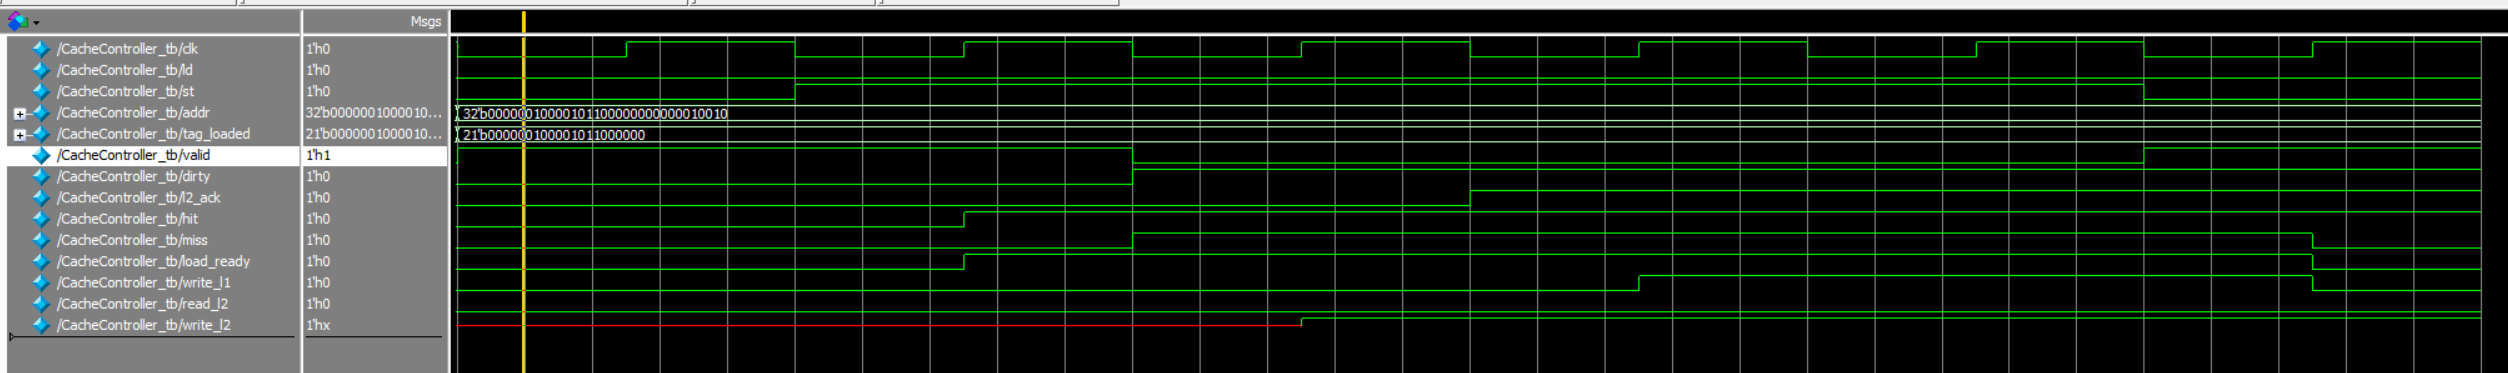 Msgs
/CacheController_tb/clk 1'h0
/CacheController_tb/ld 1'h0
/CacheController_tb/st 1'h0
/CacheController_tb/addr 32'b0000001000010... 32'b00000010000101100000000000010010
/CacheController_tb/tag_loaded 21'b0000001000010... 21'b000000100001011000000
/CacheController_tb/valid 1'h1
/CacheController_tb/dirty 1'h0
/CacheController_tb/l2_ack 1'h0
/CacheController_tb/hit 1'h0
/CacheController_tb/miss 1'h0
/CacheController_tb/load_ready 1'h0
/CacheController_tb/write_l1 1'h0
/CacheController_tb/read_l2 1'h0
/CacheController_tb/write_l2 1'hx